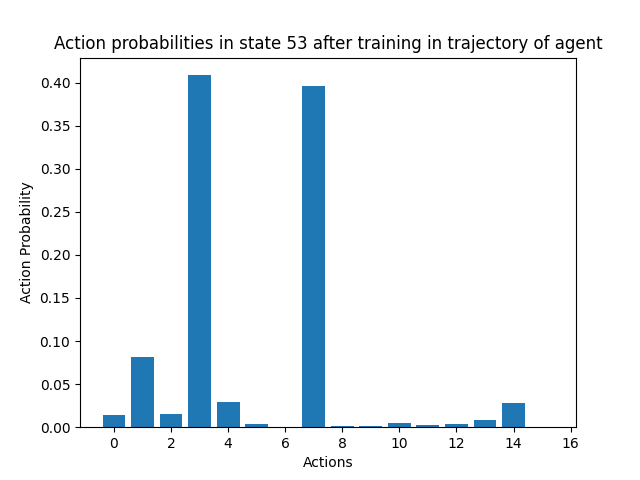 Action probabilities in state 53 after training in trajectory of agent
0.40
0.35
0.30
0.25
0.20
0.15
0.10
0.05
0.00
Action Probability
0 2 4 6 8 10 12 14 16
Actions